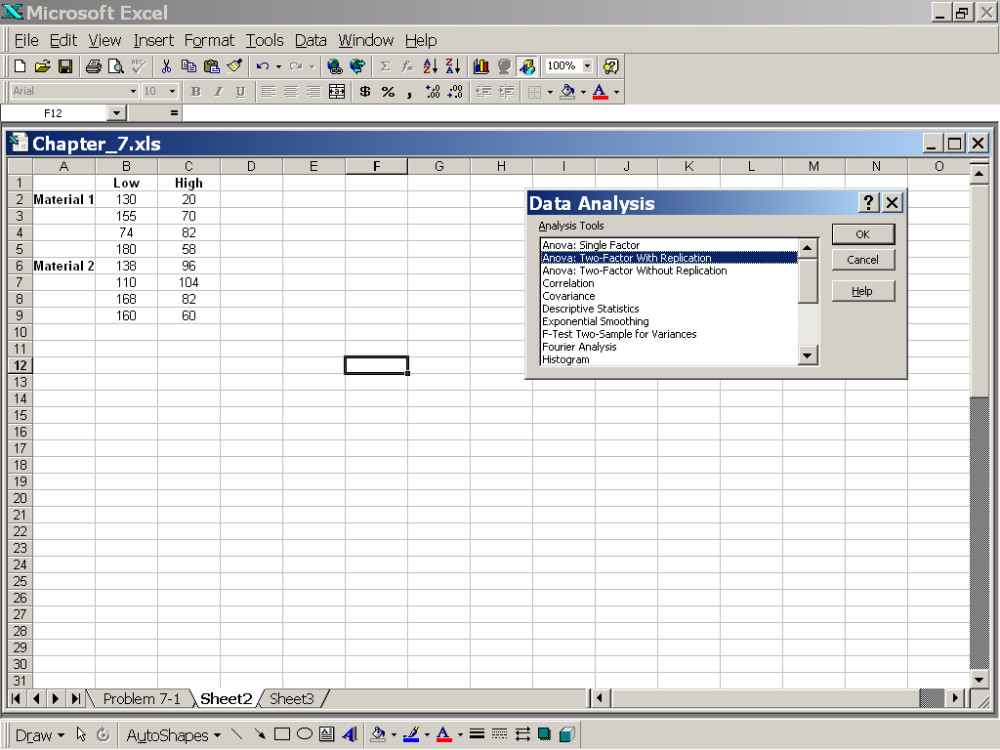 Microsoft Excel
File Edit View Insert Format Tools Data Window Help
100%
Arial 10 B I U $ % ,
F12 =
Chapter_7.xls
A B C D E F G H I J K L M N O
1 Low High
2 Material 1 130 20
3 155 70
4 74 82
5 180 58
6 Material 2 138 96
7 110 104
8 168 82
9 160 60
10
11
12
13
14
15
16
17
18
19
20
21
22
23
24
25
26
27
28
29
30
31
Data Analysis
Analysis Tools
Anova: Single Factor
Anova: Two-Factor With Replication
Anova: Two-Factor Without Replication
Correlation
Covariance
Descriptive Statistics
Exponential Smoothing
F-Test Two-Sample for Variances
Fourier Analysis
Histogram
OK
Cancel
Help
Problem 7-1 Sheet2 Sheet3
Draw AutoShapes